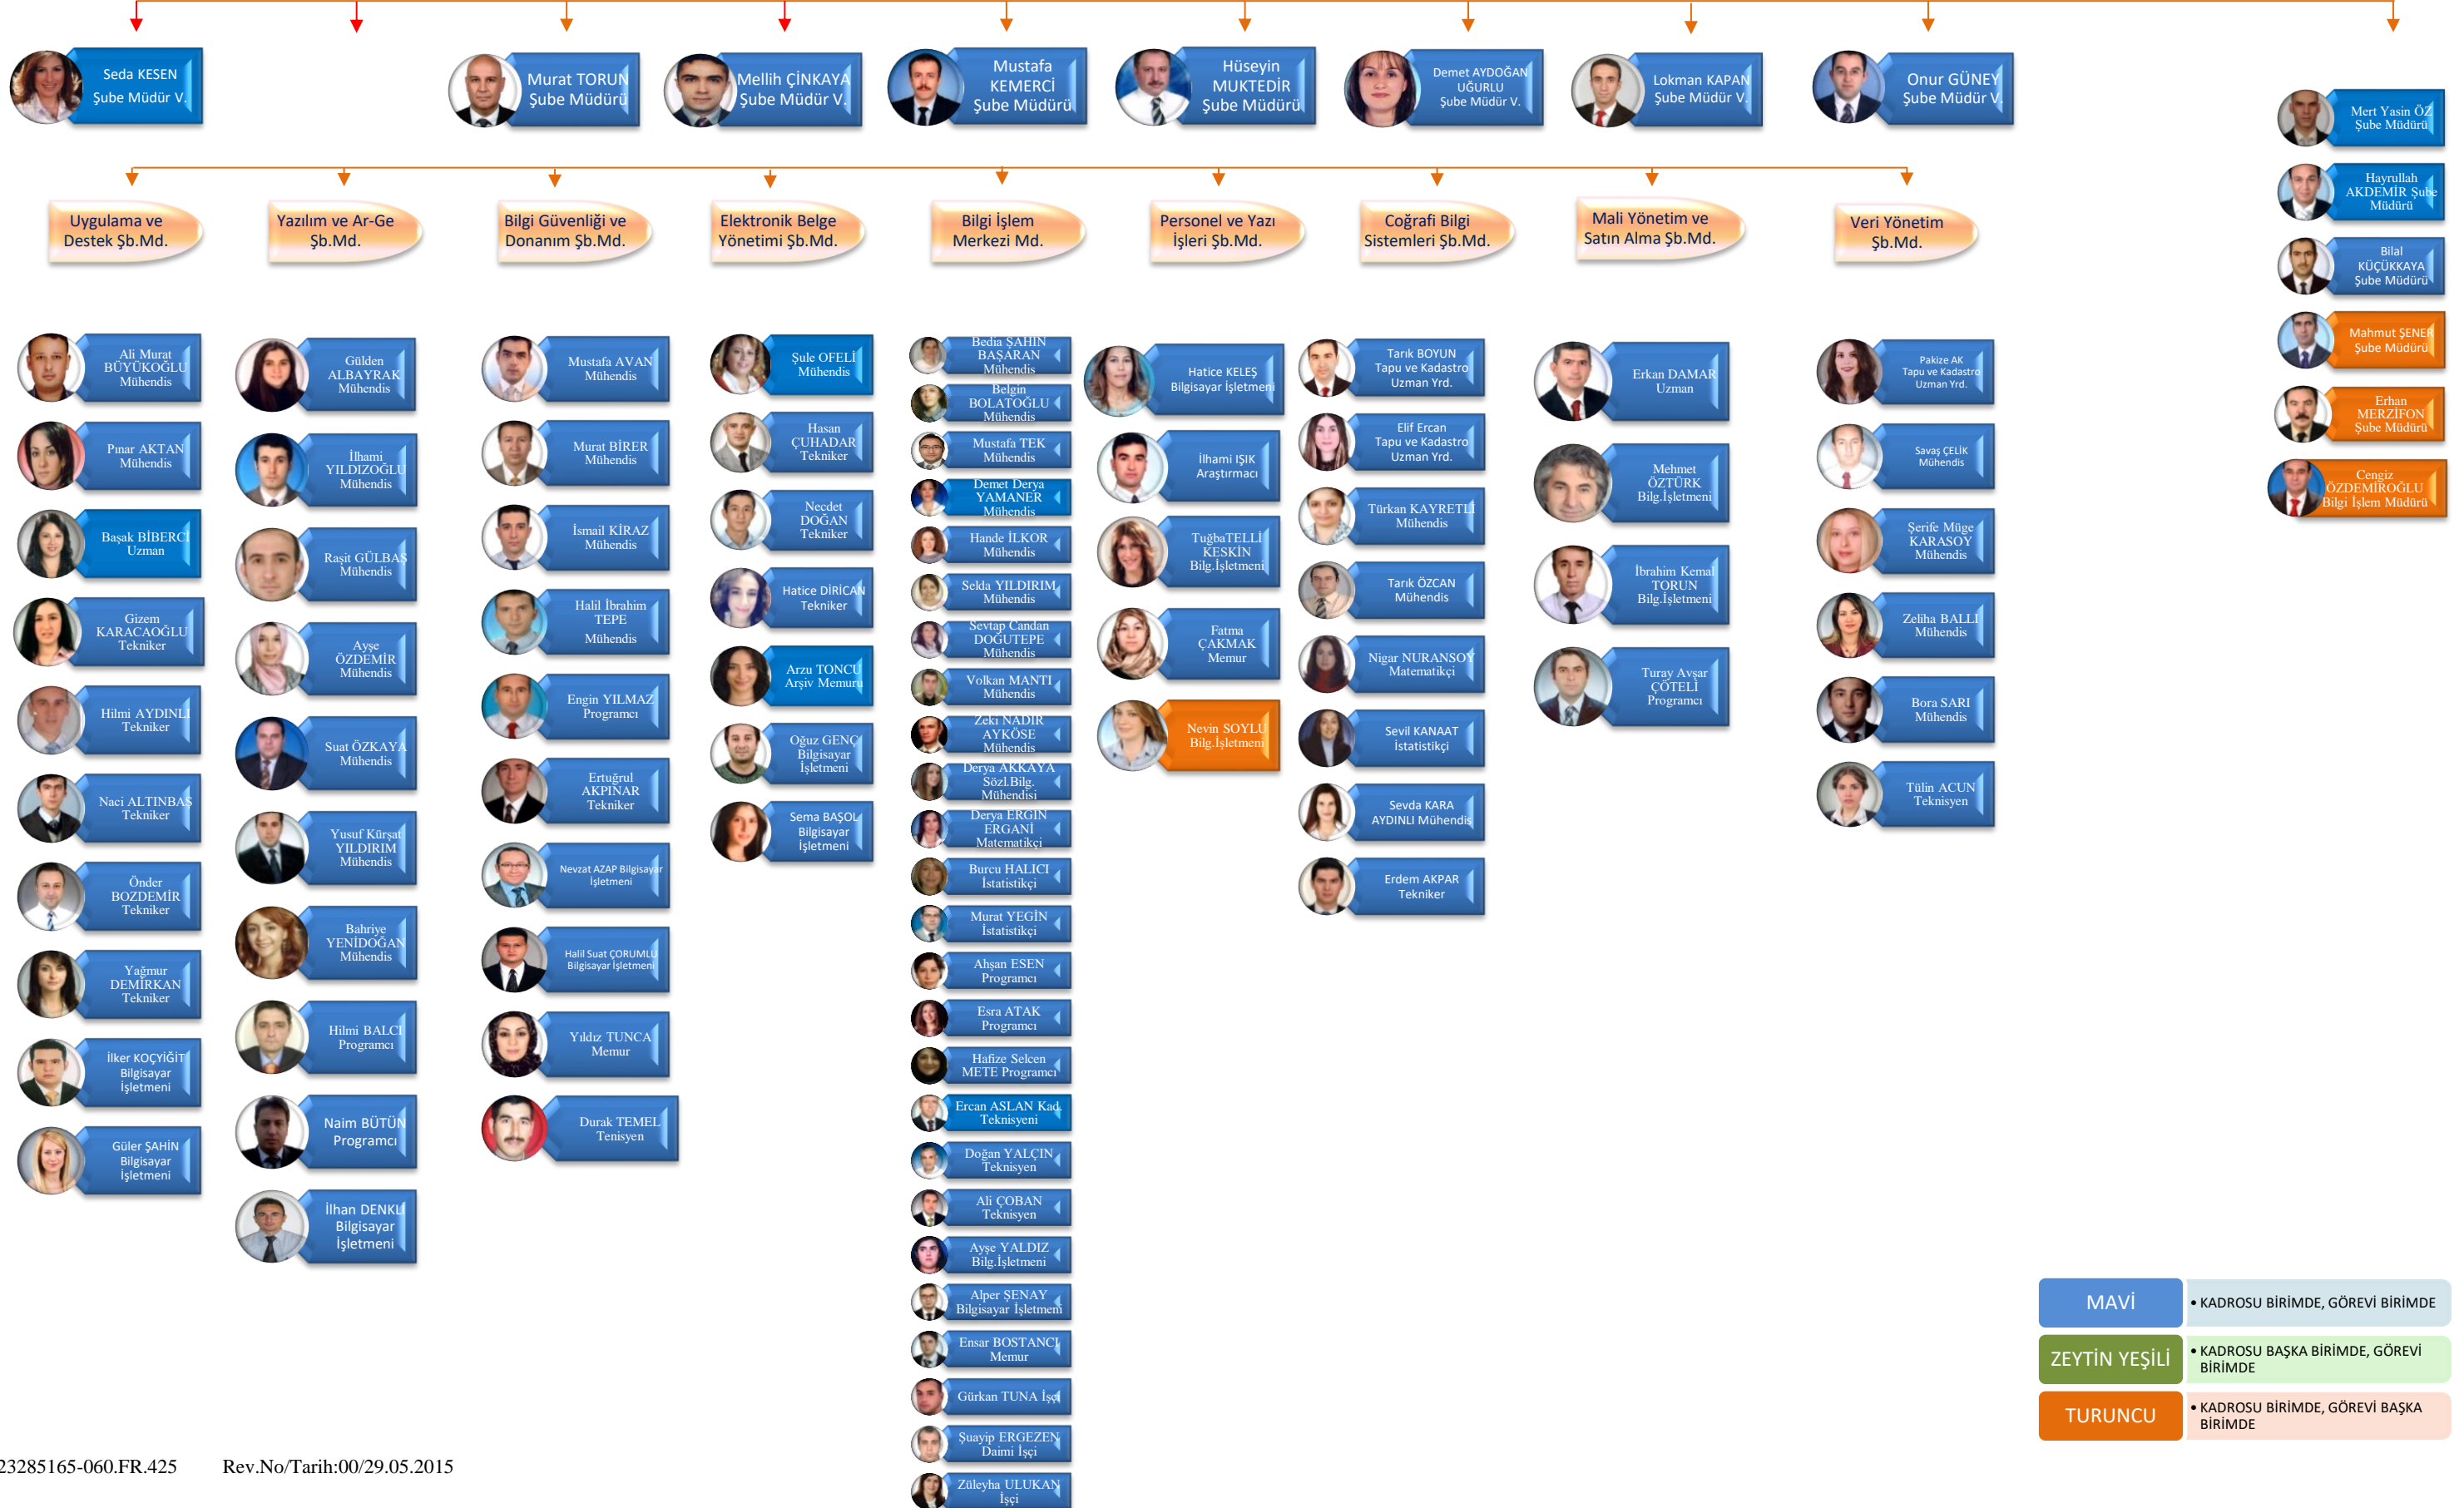 Seda KESEN
Şube Müdür V.
Murat TORUN
Şube Müdürü
Mellih ÇİNKAYA
Şube Müdür V.
Mustafa
KEMERCİ
Şube Müdürü
Hüseyin
MUKTEDİR
Şube Müdürü
Demet AYDOĞAN
UĞURLU
Şube Müdür V.
Lokman KAPAN
Şube Müdür V.
Onur GÜNEY
Şube Müdür V.
Mert Yasin ÖZ
Şube Müdürü
Hayrullah
AKDEMİR Şube
Müdürü
Bilal
KÜÇÜKKAYA
Şube Müdürü
Mahmut ŞENER
Şube Müdürü
Erhan
MERZİFON
Şube Müdürü
Cengiz
ÖZDEMİROĞLU
Bilgi İşlem Müdürü
Uygulama ve
Destek Şb.Md.
Yazılım ve Ar-Ge
Şb.Md.
Bilgi Güvenliği ve
Donanım Şb.Md.
Elektronik Belge
Yönetimi Şb.Md.
Bilgi İşlem
Merkezi Md.
Personel ve Yazı
İşleri Şb.Md.
Coğrafi Bilgi
Sistemleri Şb.Md.
Mali Yönetim ve
Satın Alma Şb.Md.
Veri Yönetim
Şb.Md.
Ali Murat
BÜYÜKOĞLU
Mühendis
Pınar AKTAN
Mühendis
Başak BİBERCİ
Uzman
Gizem
KARACAOĞLU
Tekniker
Hilmi AYDINLI
Tekniker
Naci ALTINBAŞ
Tekniker
Önder
BOZDEMİR
Tekniker
Yağmur
DEMİRKAN
Tekniker
İlker KOÇYİĞİT
Bilgisayar
İşletmeni
Güler ŞAHİN
Bilgisayar
İşletmeni
Gülden
ALBAYRAK
Mühendis
İlhami
YILDIZOĞLU
Mühendis
Raşit GÜLBAŞ
Mühendis
Ayşe
ÖZDEMİR
Mühendis
Suat ÖZKAYA
Mühendis
Yusuf Kürşat
YILDIRIM
Mühendis
Bahriye
YENİDOĞAN
Mühendis
Hilmi BALCI
Programcı
Naim BÜTÜN
Programcı
İlhan DENKLİ
Bilgisayar
İşletmeni
Mustafa AVAN
Mühendis
Murat BİRER
Mühendis
İsmail KİRAZ
Mühendis
Halil İbrahim
TEPE
Mühendis
Engin YILMAZ
Programcı
Ertuğrul
AKPINAR
Tekniker
Nevzat AZAP Bilgisayar
İşletmeni
Halil Suat ÇORUMLU
Bilgisayar İşletmeni
Yıldız TUNCA
Memur
Durak TEMEL
Tenisyen
Şule OFELİ
Mühendis
Hasan
ÇUHADAR
Tekniker
Necdet
DOĞAN
Tekniker
Hatice DİRİCAN
Tekniker
Arzu TONCU
Arşiv Memuru
Oğuz GENÇ
Bilgisayar
İşletmeni
Sema BAŞOL
Bilgisayar
İşletmeni
Bedia ŞAHİN
BAŞARAN
Mühendis
Belgin
BOLATOĞLU
Mühendis
Mustafa TEK
Mühendis
Demet Derya
YAMANER
Mühendis
Hande İLKOR
Mühendis
Selda YILDIRIM
Mühendis
Sevtap Candan
DOĞUTEPE
Mühendis
Volkan MANTI
Mühendis
Zeki NADİR
AYKÖSE
Mühendis
Derya AKKAYA
Sözl.Bilg.
Mühendisi
Derya ERGİN
ERGANİ
Matematikçi
Burcu HALICI
İstatistikçi
Murat YEGİN
İstatistikçi
Ahşan ESEN
Programcı
Esra ATAK
Programcı
Hafize Selcen
METE Programcı
Ercan ASLAN Kad.
Teknisyeni
Doğan YALÇIN
Teknisyen
Ali ÇOBAN
Teknisyen
Ayşe YALDIZ
Bilg.İşletmeni
Alper ŞENAY
Bilgisayar İşletmeni
Ensar BOSTANCI
Memur
Gürkan TUNA İşçi
Şuayip ERGEZEN
Daimi İşçi
Züleyha ULUKAN
İşçi
Hatice KELEŞ
Bilgisayar İşletmeni
İlhami IŞIK
Araştırmacı
TuğbaTELLİ
KESKİN
Bilg.İşletmeni
Fatma
ÇAKMAK
Memur
Nevin SOYLU
Bilg.İşletmeni
Tarık BOYUN
Tapu ve Kadastro
Uzman Yrd.
Elif Ercan
Tapu ve Kadastro
Uzman Yrd.
Türkan KAYRETLİ
Mühendis
Tarık ÖZCAN
Mühendis
Nigar NURANSOY
Matematikçi
Sevil KANAAT
İstatistikçi
Sevda KARA
AYDINLI Mühendis
Erdem AKPAR
Tekniker
Erkan DAMAR
Uzman
Mehmet
ÖZTÜRK
Bilg.İşletmeni
İbrahim Kemal
TORUN
Bilg.İşletmeni
Turay Avşar
ÇÖTELİ
Programcı
Pakize AK
Tapu ve Kadastro
Uzman Yrd.
Savaş ÇELİK
Mühendis
Şerife Müge
KARASOY
Mühendis
Zeliha BALLI
Mühendis
Bora SARI
Mühendis
Tülin ACUN
Teknisyen
MAVİ
• KADROSU BİRİMDE, GÖREVİ BİRİMDE
ZEYTİN YEŞİLİ
• KADROSU BAŞKA BİRİMDE, GÖREVİ
BİRİMDE
TURUNCU
• KADROSU BİRİMDE, GÖREVİ BAŞKA
BİRİMDE
23285165-060.FR.425 Rev.No/Tarih:00/29.05.2015